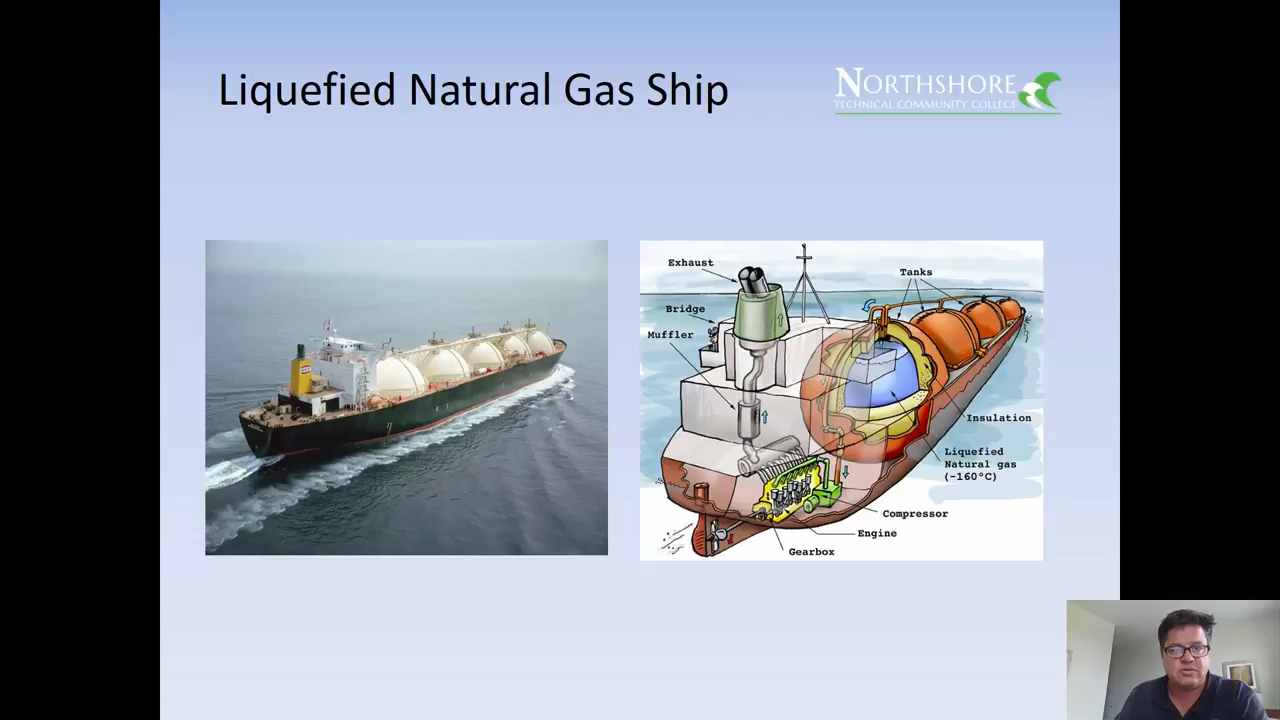 Liquefied Natural Gas Ship
NORTHSHORE
TECHNICAL COMMUNITY COLLEGE
Exhaust
Tanks
Bridge
Muffler
Insulation
Liquefied
Natural gas
(-160°C)
Compressor
Engine
Gearbox